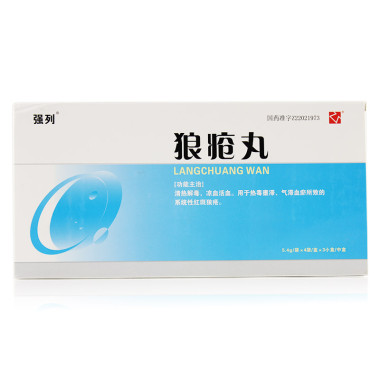 强列®
国药准字Z22021973
狼疮丸
LANGCHUANG WAN
[功能主治]
清热解毒，凉血活血。用于热毒壅滞，气滞血瘀所致的
系统性红斑狼疮。